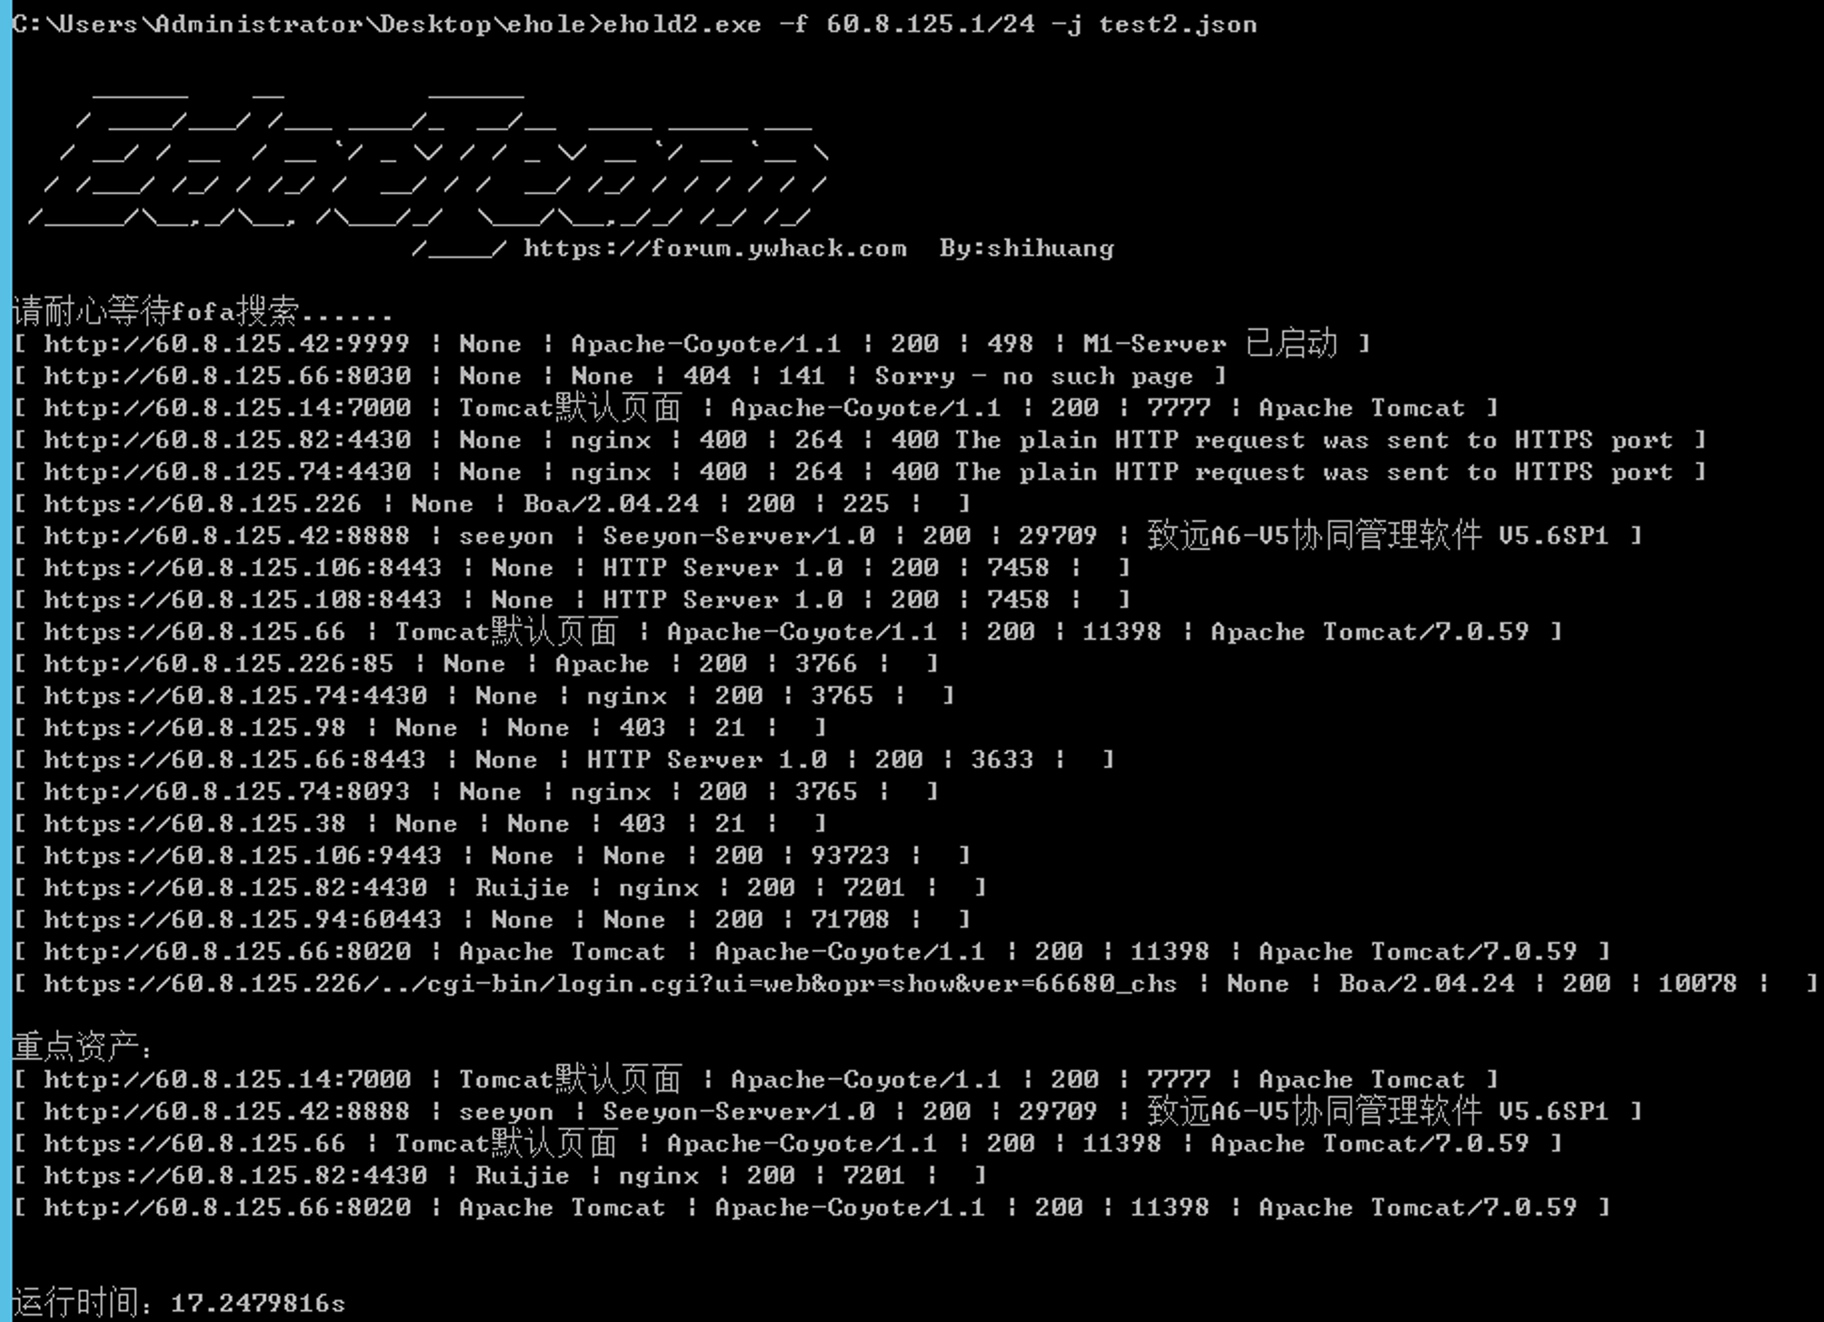 C:\Users\Administrator\Desktop\ehole>ehold2.exe -f 60.8.125.1/24 -j test2.json
EdgeTeam
https://forum.ywhack.com By:shihuang
请耐心等待fofa搜索......
[ http://60.8.125.42:9999 | None | Apache-Coyote/1.1 | 200 | 498 | M1-Server 已启动 ]
[ http://60.8.125.66:8030 | None | None | 404 | 141 | Sorry - no such page ]
[ http://60.8.125.14:7000 | Tomcat默认页面 | Apache-Coyote/1.1 | 200 | 7777 | Apache Tomcat ]
[ http://60.8.125.82:4430 | None | nginx | 400 | 264 | 400 The plain HTTP request was sent to HTTPS port ]
[ http://60.8.125.74:4430 | None | nginx | 400 | 264 | 400 The plain HTTP request was sent to HTTPS port ]
[ https://60.8.125.226 | None | Boa/2.04.24 | 200 | 225 |  ]
[ http://60.8.125.42:8888 | seeyon | Seeyon-Server/1.0 | 200 | 29709 | 致远A6-V5协同管理软件 V5.6SP1 ]
[ https://60.8.125.106:8443 | None | HTTP Server 1.0 | 200 | 7458 |  ]
[ https://60.8.125.108:8443 | None | HTTP Server 1.0 | 200 | 7458 |  ]
[ https://60.8.125.66 | Tomcat默认页面 | Apache-Coyote/1.1 | 200 | 11398 | Apache Tomcat/7.0.59 ]
[ http://60.8.125.226:85 | None | Apache | 200 | 3766 |  ]
[ https://60.8.125.74:4430 | None | nginx | 200 | 3765 |  ]
[ https://60.8.125.98 | None | None | 403 | 21 |  ]
[ https://60.8.125.66:8443 | None | HTTP Server 1.0 | 200 | 3633 |  ]
[ http://60.8.125.74:8093 | None | nginx | 200 | 3765 |  ]
[ https://60.8.125.38 | None | None | 403 | 21 |  ]
[ https://60.8.125.106:9443 | None | None | 200 | 93723 |  ]
[ https://60.8.125.82:4430 | Ruijie | nginx | 200 | 7201 |  ]
[ https://60.8.125.94:60443 | None | None | 200 | 71708 |  ]
[ http://60.8.125.66:8020 | Apache Tomcat | Apache-Coyote/1.1 | 200 | 11398 | Apache Tomcat/7.0.59 ]
[ https://60.8.125.226/../cgi-bin/login.cgi?ui=web&opr=show&ver=66680_chs | None | Boa/2.04.24 | 200 | 10078 |  ]
重点资产:
[ http://60.8.125.14:7000 | Tomcat默认页面 | Apache-Coyote/1.1 | 200 | 7777 | Apache Tomcat ]
[ http://60.8.125.42:8888 | seeyon | Seeyon-Server/1.0 | 200 | 29709 | 致远A6-V5协同管理软件 V5.6SP1 ]
[ https://60.8.125.66 | Tomcat默认页面 | Apache-Coyote/1.1 | 200 | 11398 | Apache Tomcat/7.0.59 ]
[ https://60.8.125.82:4430 | Ruijie | nginx | 200 | 7201 |  ]
[ http://60.8.125.66:8020 | Apache Tomcat | Apache-Coyote/1.1 | 200 | 11398 | Apache Tomcat/7.0.59 ]
运行时间: 17.2479816s